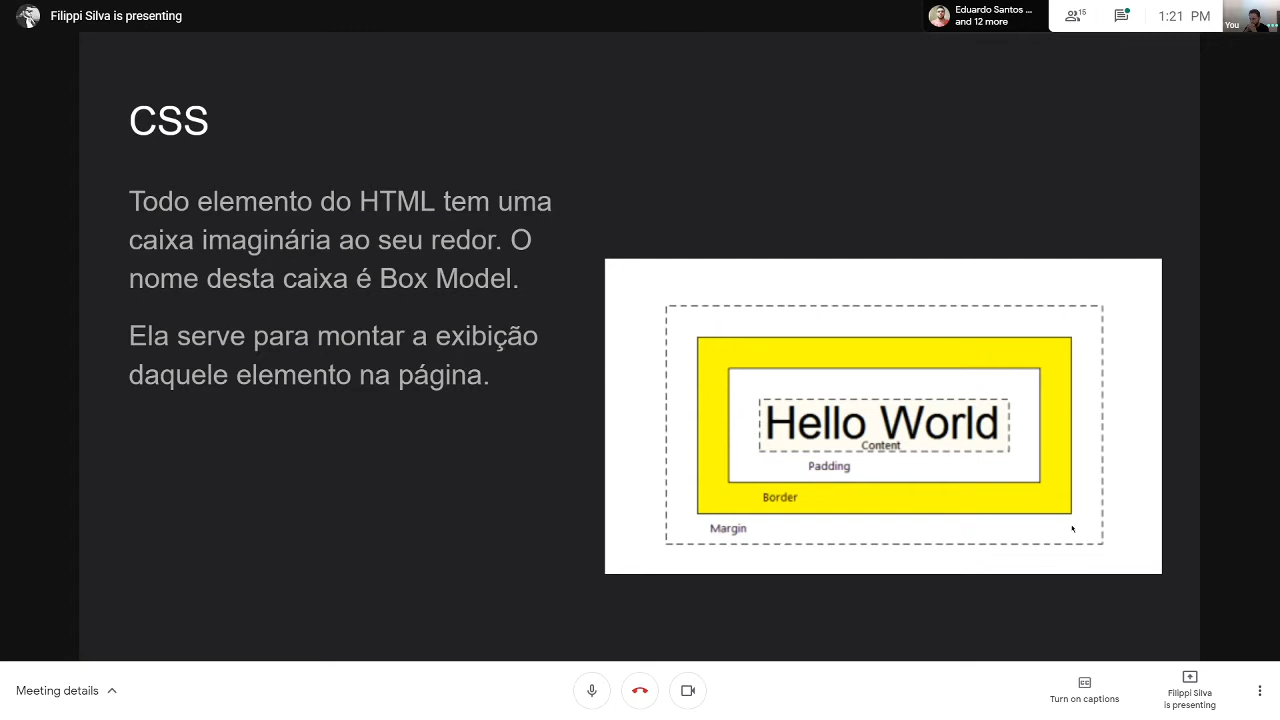 Filippi Silva is presenting
Eduardo Santos ...
and 12 more
15
1:21 PM
You
CSS
Todo elemento do HTML tem uma
caixa imaginária ao seu redor. O
nome desta caixa é Box Model.
Ela serve para montar a exibição
daquele elemento na página.
Hello World
Content
Padding
Border
Margin
Meeting details
CC
Turn on captions
Filippi Silva
is presenting